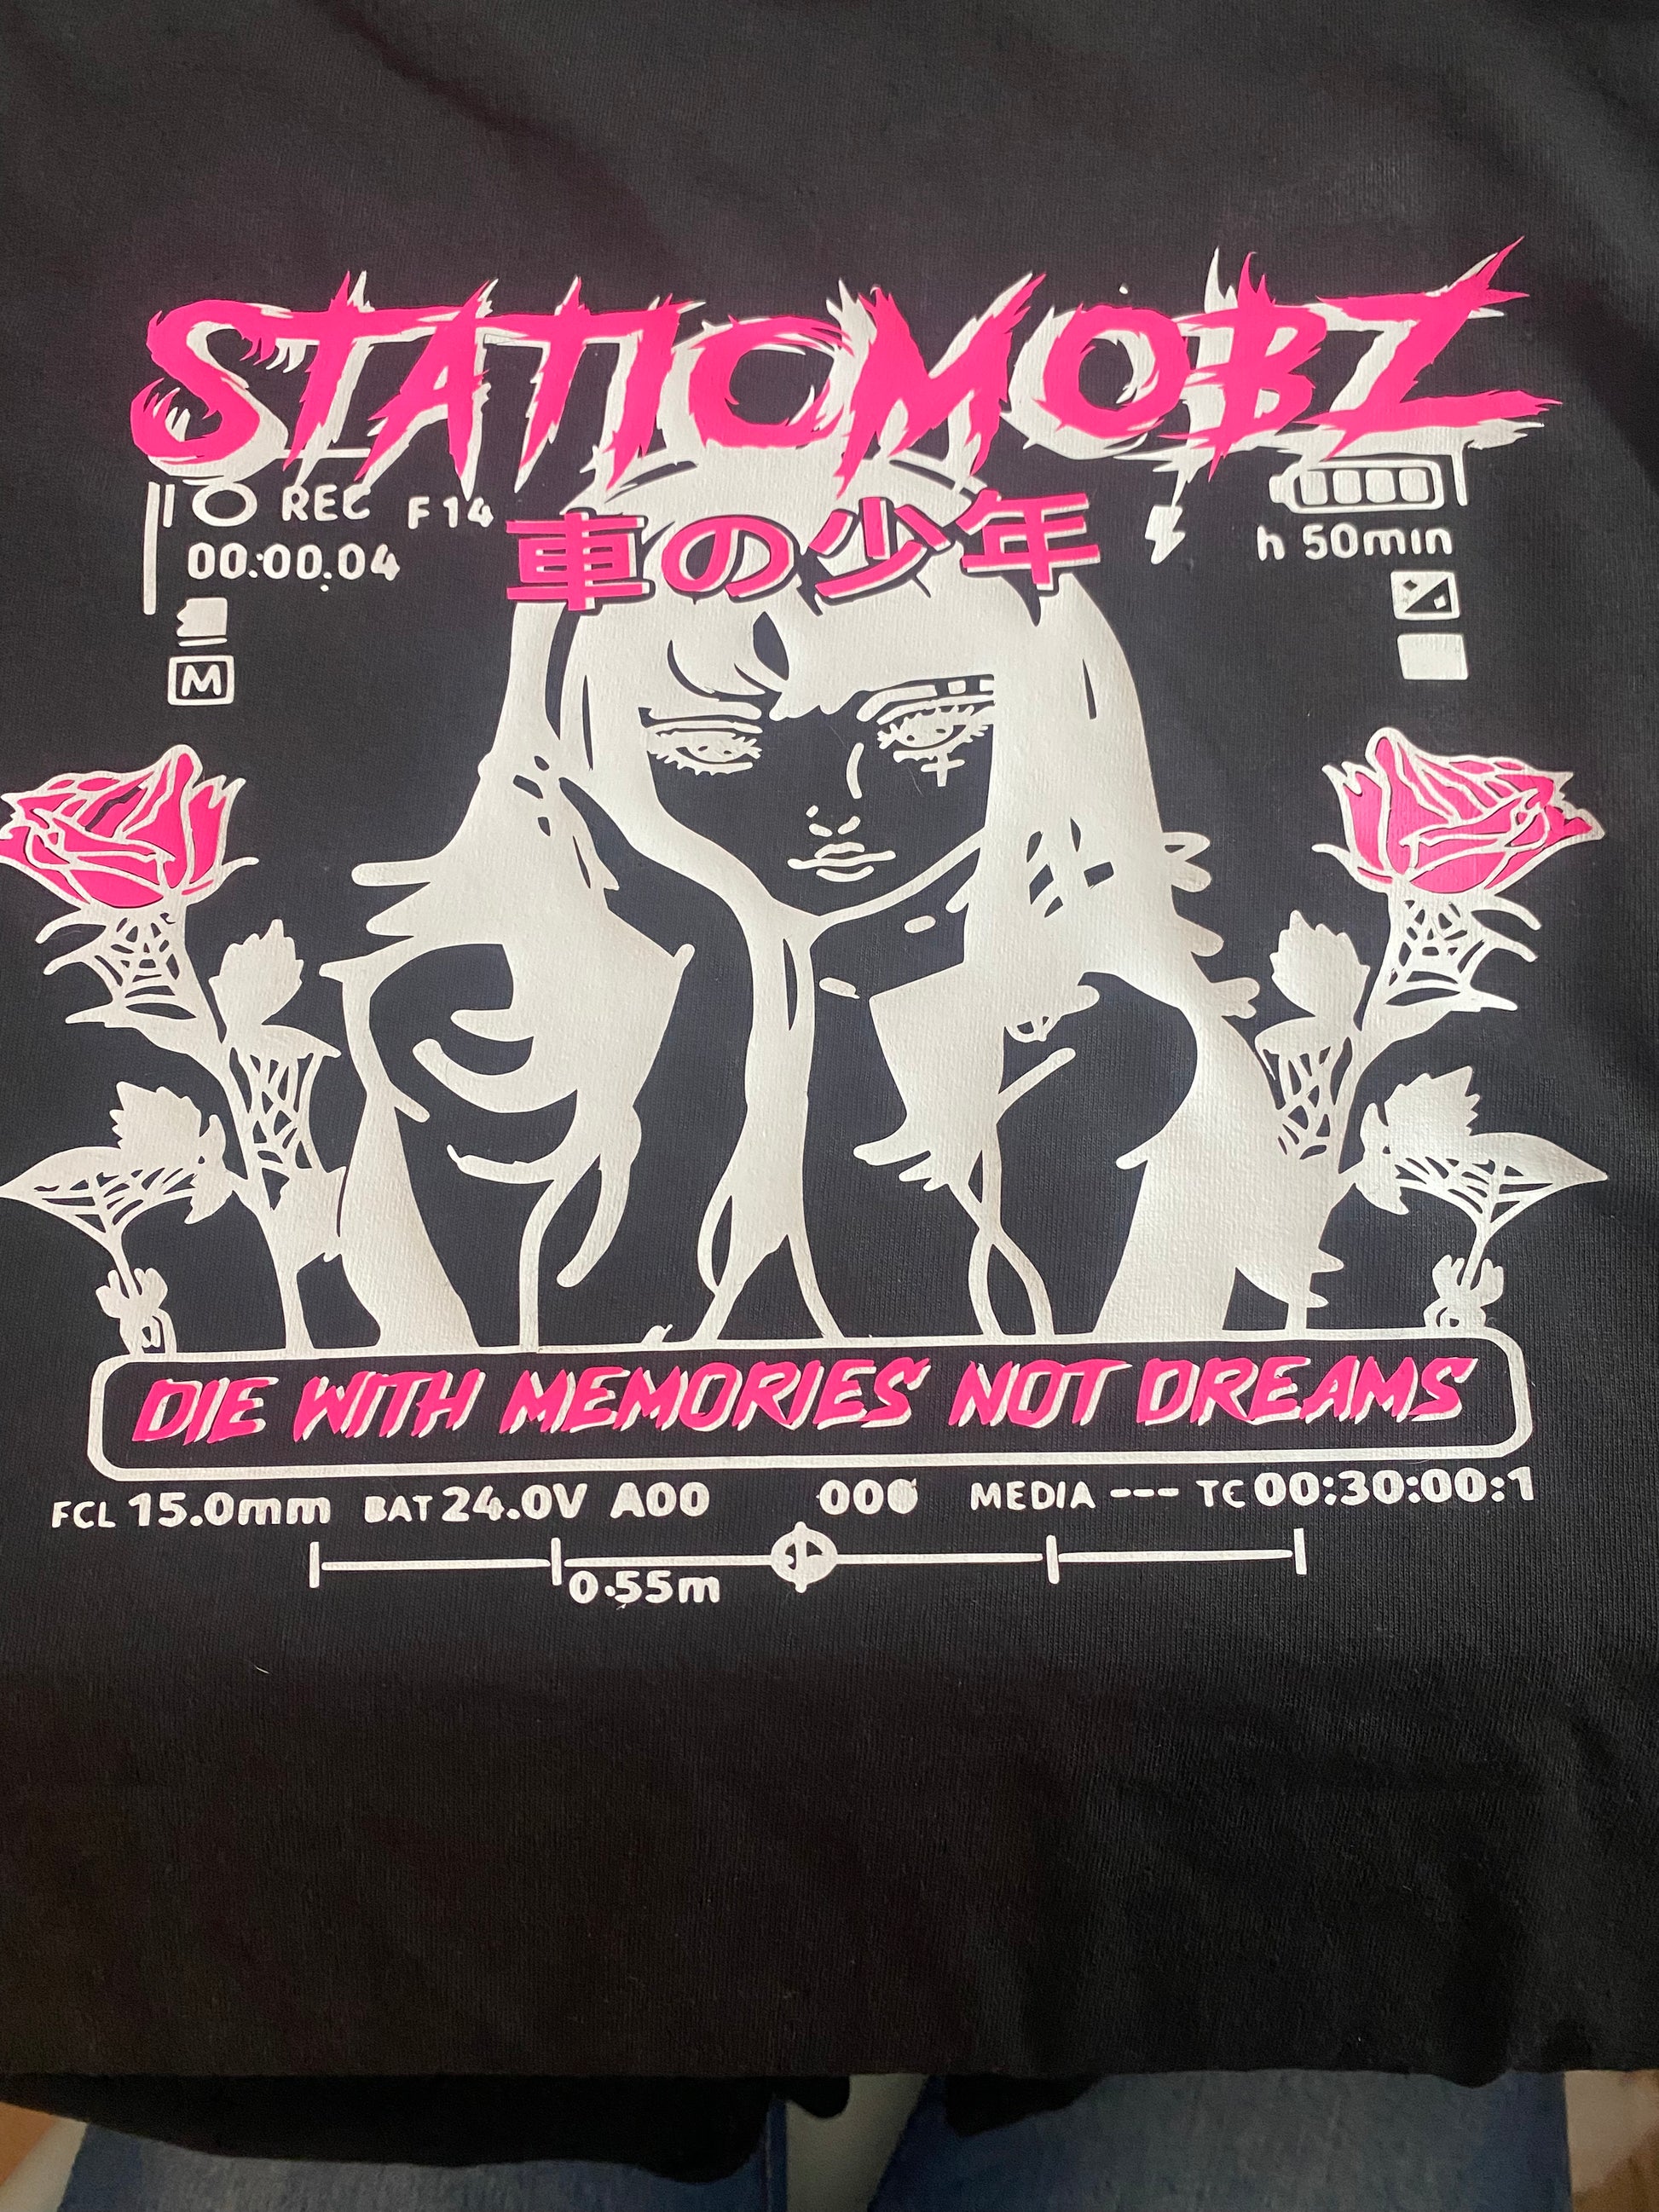 STATICMOBZ
REC F14
00:00.04
車の少年
h 50min
M
DIE WITH MEMORIES NOT DREAMS
FCL 15.0mm BAT 24.0V A00 000 MEDIA --- TC 00:30:00:1
0.55m